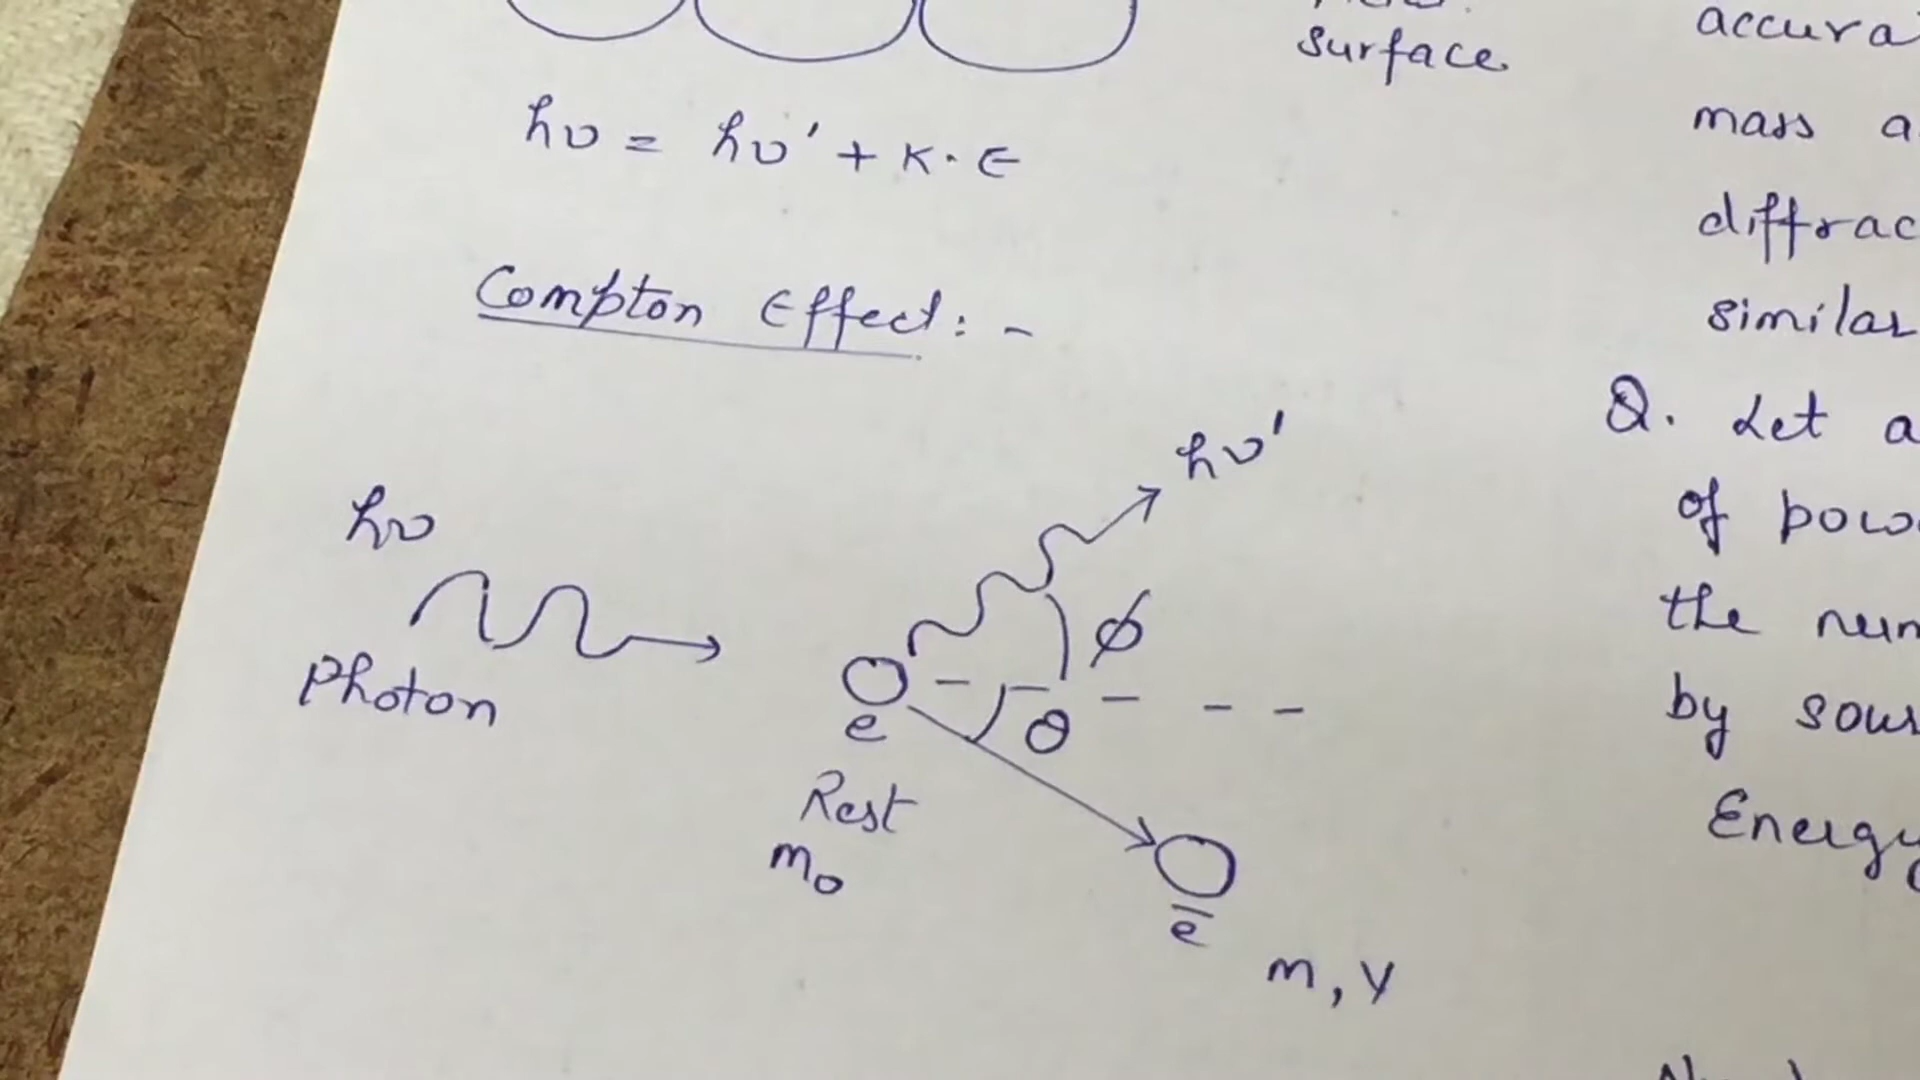 surface
hν = hν' + K.E
Compton Effect: -
hν
Photon
hν'
ϕ
θ
e
Rest
m₀
e̅
m, v
accura
mass a
diffrac
similar
Q. Let a
of pow
the num
by sour
Energy